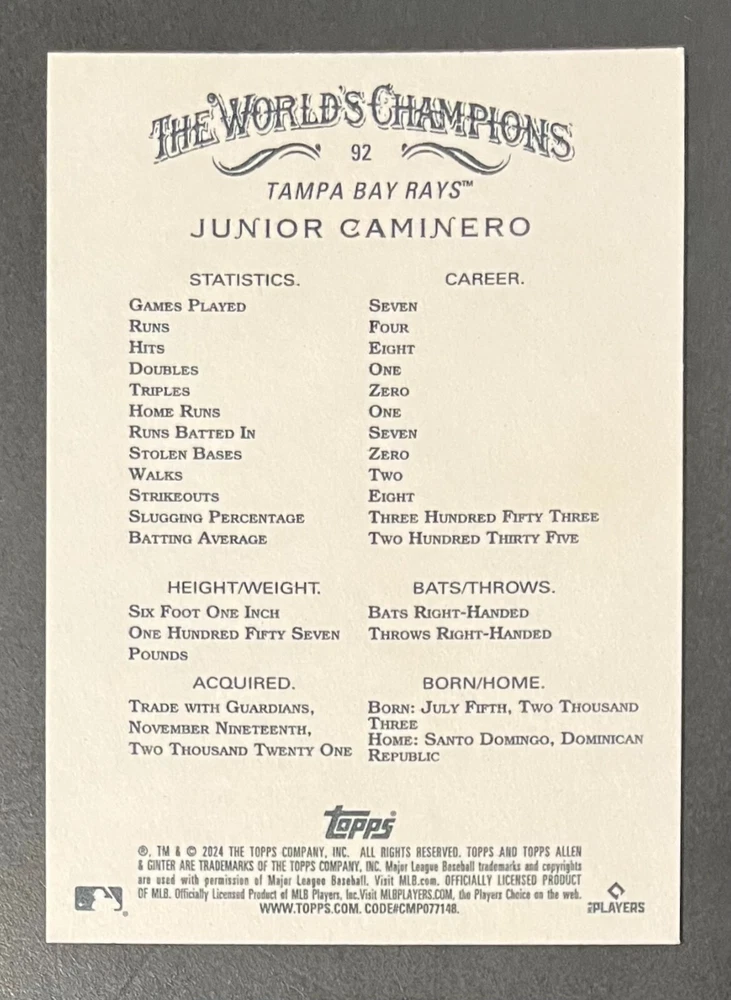 THE WORLD'S CHAMPIONS
92
TAMPA BAY RAYS™
JUNIOR CAMINERO
STATISTICS. CAREER.
GAMES PLAYED SEVEN
RUNS FOUR
HITS EIGHT
DOUBLES ONE
TRIPLES ZERO
HOME RUNS ONE
RUNS BATTED IN SEVEN
STOLEN BASES ZERO
WALKS TWO
STRIKEOUTS EIGHT
SLUGGING PERCENTAGE THREE HUNDRED FIFTY THREE
BATTING AVERAGE TWO HUNDRED THIRTY FIVE
HEIGHT/WEIGHT.
SIX FOOT ONE INCH
ONE HUNDRED FIFTY SEVEN
POUNDS
BATS/THROWS.
BATS RIGHT-HANDED
THROWS RIGHT-HANDED
ACQUIRED.
TRADE WITH GUARDIANS,
NOVEMBER NINETEENTH,
TWO THOUSAND TWENTY ONE
BORN/HOME.
BORN: JULY FIFTH, TWO THOUSAND
THREE
HOME: SANTO DOMINGO, DOMINICAN
REPUBLIC
Topps
®, TM & © 2024 THE TOPPS COMPANY, INC. ALL RIGHTS RESERVED. TOPPS AND TOPPS ALLEN
& GINTER ARE TRADEMARKS OF THE TOPPS COMPANY, INC. Major League Baseball trademarks and copyrights
are used with permission of Major League Baseball. Visit MLB.com. OFFICIALLY LICENSED PRODUCT
OF MLB. Officially Licensed Product of MLB Players, Inc. Visit MLBPLAYERS.COM, the Players Choice on the web.
WWW.TOPPS.COM. CODE#CMP077148.
PLAYERS